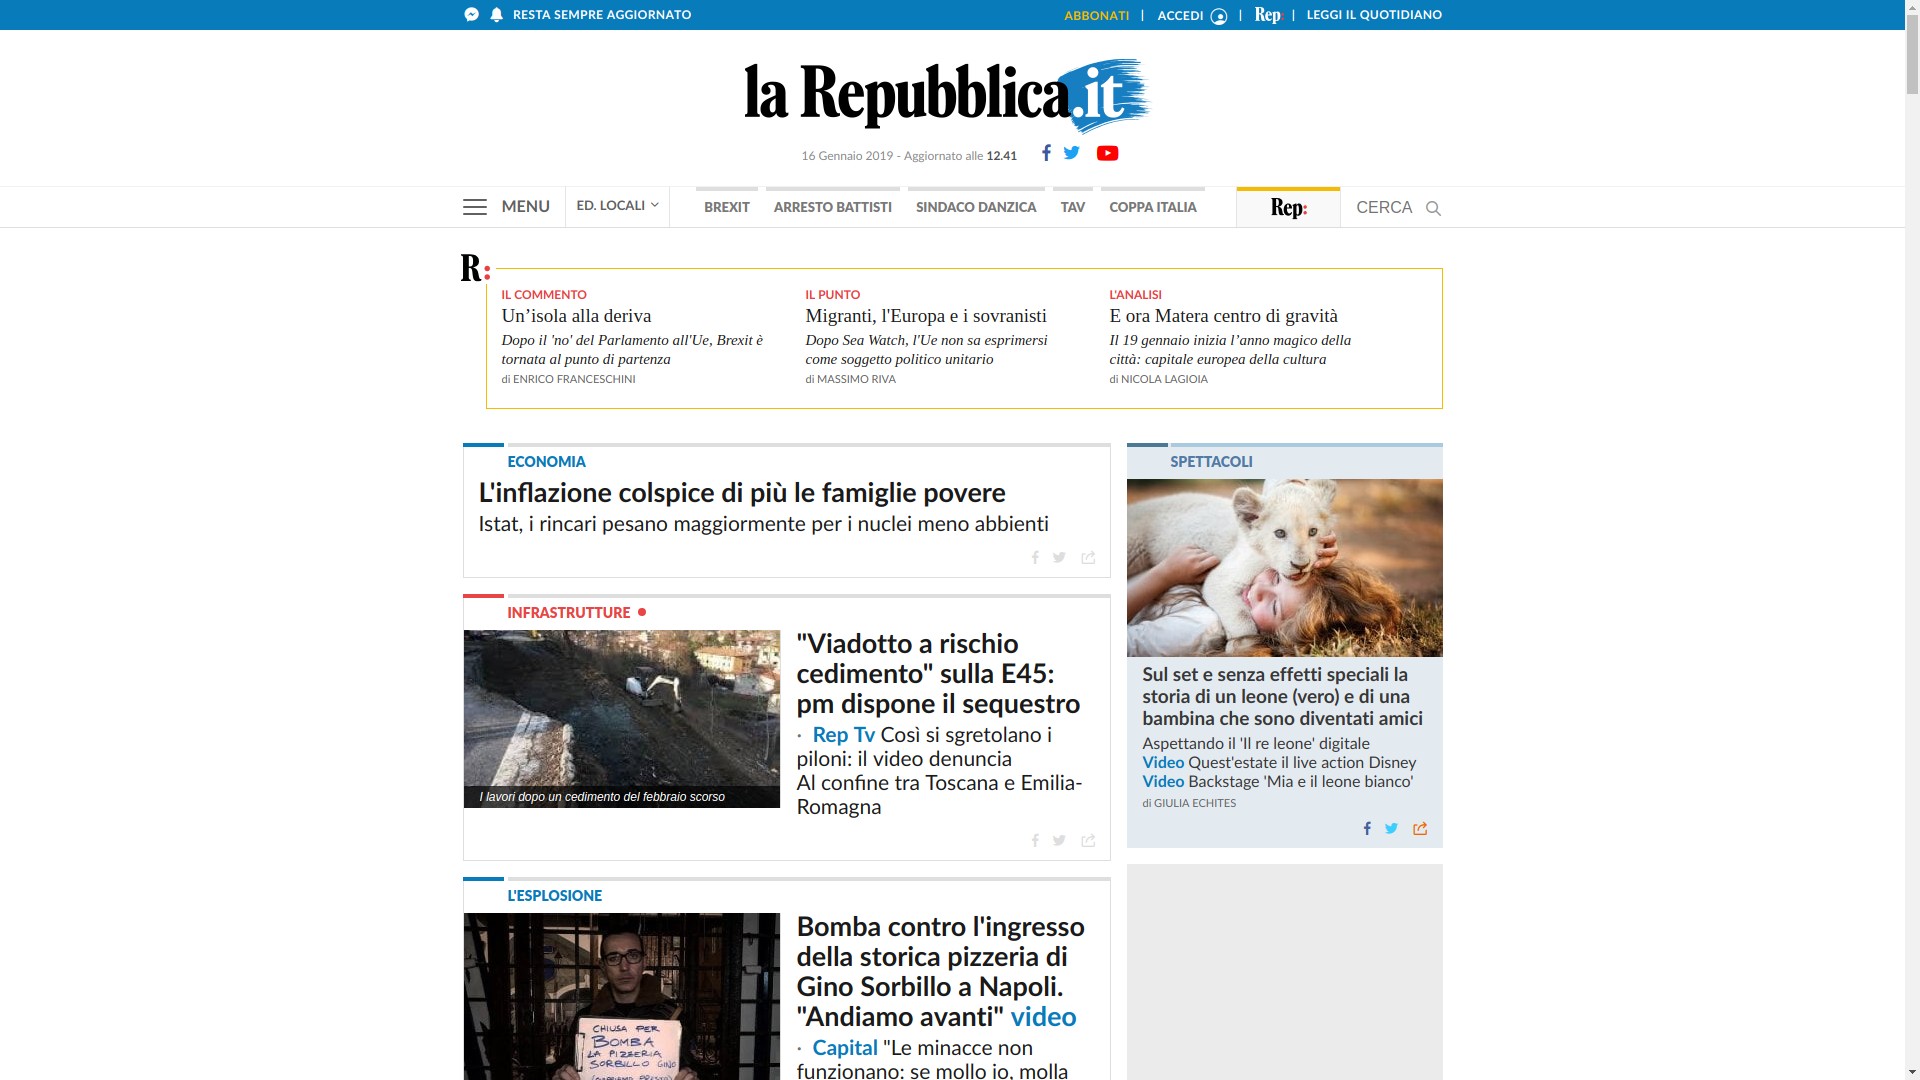 RESTA SEMPRE AGGIORNATO
ABBONATI | ACCEDI | Rep: | LEGGI IL QUOTIDIANO
la Repubblica.it
16 Gennaio 2019 - Aggiornato alle 12.41
MENU
ED. LOCALI
BREXIT
ARRESTO BATTISTI
SINDACO DANZICA
TAV
COPPA ITALIA
Rep:
CERCA
R:
IL COMMENTO
Un’isola alla deriva
Dopo il 'no' del Parlamento all'Ue, Brexit è
tornata al punto di partenza
di ENRICO FRANCESCHINI
IL PUNTO
Migranti, l'Europa e i sovranisti
Dopo Sea Watch, l'Ue non sa esprimersi
come soggetto politico unitario
di MASSIMO RIVA
L'ANALISI
E ora Matera centro di gravità
Il 19 gennaio inizia l’anno magico della
città: capitale europea della cultura
di NICOLA LAGIOIA
ECONOMIA
L'inflazione colspice di più le famiglie povere
Istat, i rincari pesano maggiormente per i nuclei meno abbienti
INFRASTRUTTURE
I lavori dopo un cedimento del febbraio scorso
"Viadotto a rischio
cedimento" sulla E45:
pm dispone il sequestro
· Rep Tv Così si sgretolano i
piloni: il video denuncia
Al confine tra Toscana e Emilia-
Romagna
L'ESPLOSIONE
CHIUSA PER
BOMBA
LA PIZZERIA
SORBILLO GINO
(RIAPRIAMO PRESTO)
Bomba contro l'ingresso
della storica pizzeria di
Gino Sorbillo a Napoli.
"Andiamo avanti" video
· Capital "Le minacce non
funzionano: se mollo io, molla
SPETTACOLI
Sul set e senza effetti speciali la
storia di un leone (vero) e di una
bambina che sono diventati amici
Aspettando il 'Il re leone' digitale
Video Quest'estate il live action Disney
Video Backstage 'Mia e il leone bianco'
di GIULIA ECHITES